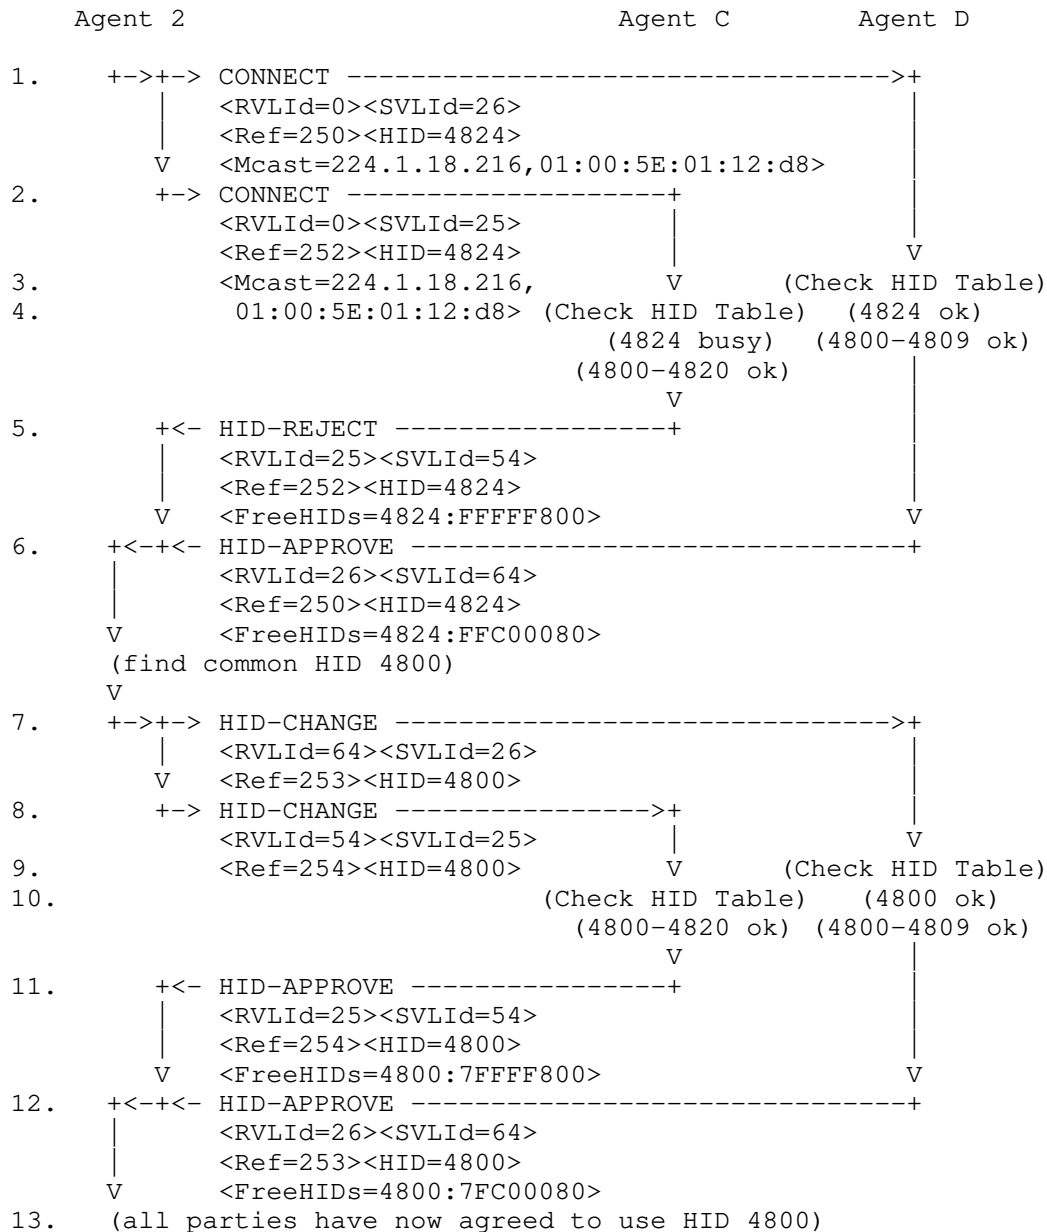 Agent 2                           Agent C        Agent D
1.      +->+-> CONNECT ---------------------------------->+
           |   <RVLId=0><SVLId=26>                        |
           |   <Ref=250><HID=4824>                        |
           V   <Mcast=224.1.18.216,01:00:5E:01:12:d8>     |
2.         +-> CONNECT --------------------+              |
               <RVLId=0><SVLId=25>         |              |
               <Ref=252><HID=4824>         |              V
3.             <Mcast=224.1.18.216,        V      (Check HID Table)
4.              01:00:5E:01:12:d8> (Check HID Table)  (4824 ok)
                                       (4824 busy)  (4800-4809 ok)
                                     (4800-4820 ok)       |
                                           V              |
5.         +<- HID-REJECT -----------------+              |
           |   <RVLId=25><SVLId=54>                       |
           |   <Ref=252><HID=4824>                        |
           V   <FreeHIDs=4824:FFFFF800>                   V
6.      +<-+<- HID-APPROVE -------------------------------+
        |      <RVLId=26><SVLId=64>
        |      <Ref=250><HID=4824>
        V      <FreeHIDs=4824:FFC00080>
        (find common HID 4800)
        V
7.      +->+-> HID-CHANGE ------------------------------->+
           |   <RVLId=64><SVLId=26>                       |
           V   <Ref=253><HID=4800>                        |
8.         +-> HID-CHANGE ---------------->+              |
               <RVLId=54><SVLId=25>        |              V
9.             <Ref=254><HID=4800>         V      (Check HID Table)
10.                                (Check HID Table)   (4800 ok)
                                     (4800-4820 ok) (4800-4809 ok)
                                           V              |
11.        +<- HID-APPROVE ----------------+              |
           |   <RVLId=25><SVLId=54>                       |
           |   <Ref=254><HID=4800>                        |
           V   <FreeHIDs=4800:7FFFF800>                   V
12.     +<-+<- HID-APPROVE -------------------------------+
        |      <RVLId=26><SVLId=64>
        |      <Ref=253><HID=4800>
        V      <FreeHIDs=4800:7FC00080>
13.     (all parties have now agreed to use HID 4800)